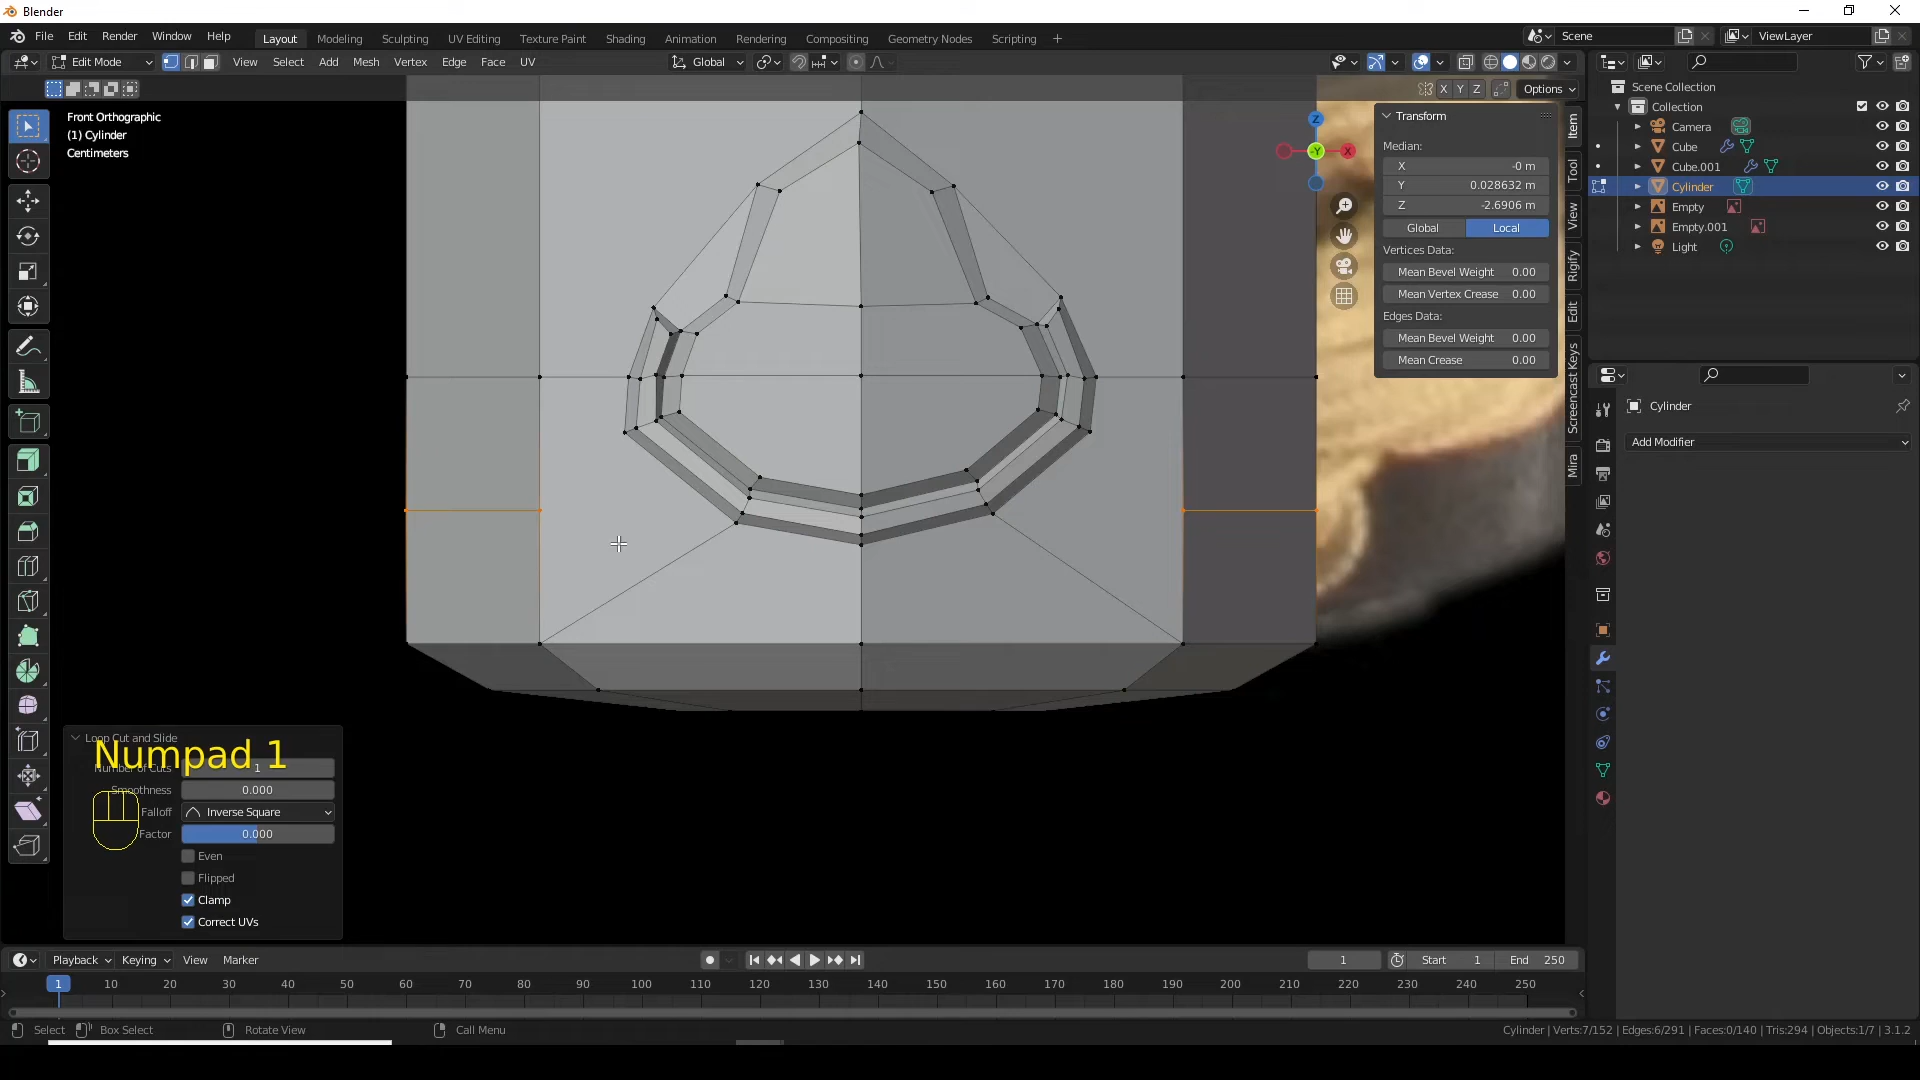 Blender
File Edit Render Window Help Layout Modeling Sculpting UV Editing Texture Paint Shading Animation Rendering Compositing Geometry Nodes Scripting + Scene ViewLayer
Edit Mode View Select Add Mesh Vertex Edge Face UV Global
X Y Z Options
Front Orthographic
(1) Cylinder
Centimeters
Z
-Y
X
Transform
Median:
X -0 m
Y 0.028632 m
Z -2.6906 m
Global Local
Vertices Data:
Mean Bevel Weight 0.00
Mean Vertex Crease 0.00
Edges Data:
Mean Bevel Weight 0.00
Mean Crease 0.00
Item
Tool
View
Rigify
Edit
Screencast Keys
Mira
Scene Collection
Collection
Camera
Cube
Cube.001
Cylinder
Empty
Empty.001
Light
Cylinder
Add Modifier
Loop Cut and Slide
Numpad 1
Number of Cuts 1
Smoothness 0.000
Falloff Inverse Square
Factor 0.000
Even
Flipped
Clamp
Correct UVs
Playback Keying View Marker 1 Start 1 End 250
1 10 20 30 40 50 60 70 80 90 100 110 120 130 140 150 160 170 180 190 200 210 220 230 240 250
Select Box Select Rotate View Call Menu Cylinder | Verts:7/152 | Edges:6/291 | Faces:0/140 | Tris:294 | Objects:1/7 | 3.1.2